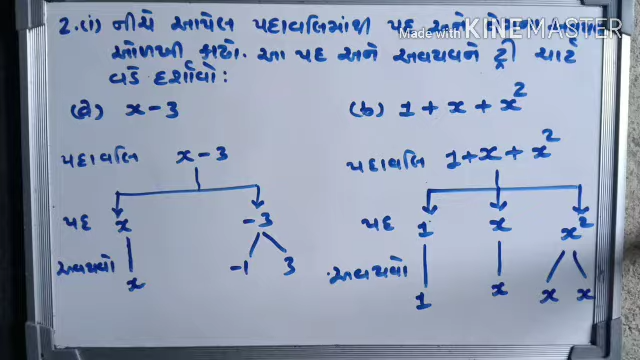 Made with KINEMASTER
2.(i) નીચે આપેલ પદાવલિમાંથી પદ અને
ઓળખી કાઢો. આ પદ અને અવયવને ટ્રી ચાર્ટ
વડે દર્શાવો:
(a) x-3 (b) 1+x+x²
પદાવલિ x-3 પદાવલિ 1+x+x²
પદ x -3 પદ 1 x x²
અવયવો -1 3 અવયવો
x 1 x x x